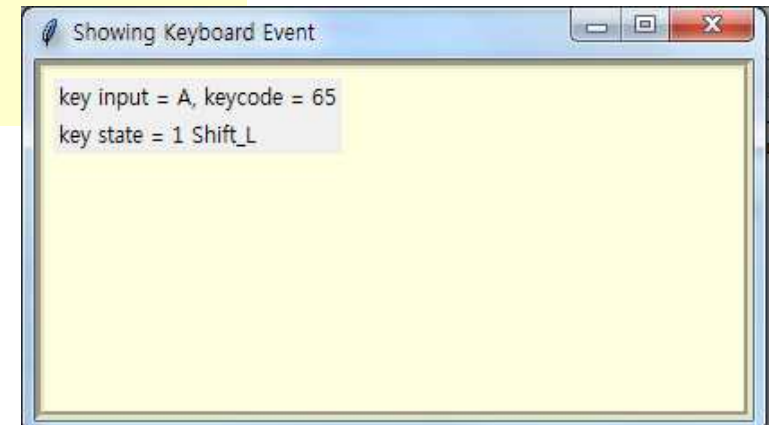 Showing Keyboard Event
key input = A, keycode = 65
key state = 1 Shift_L